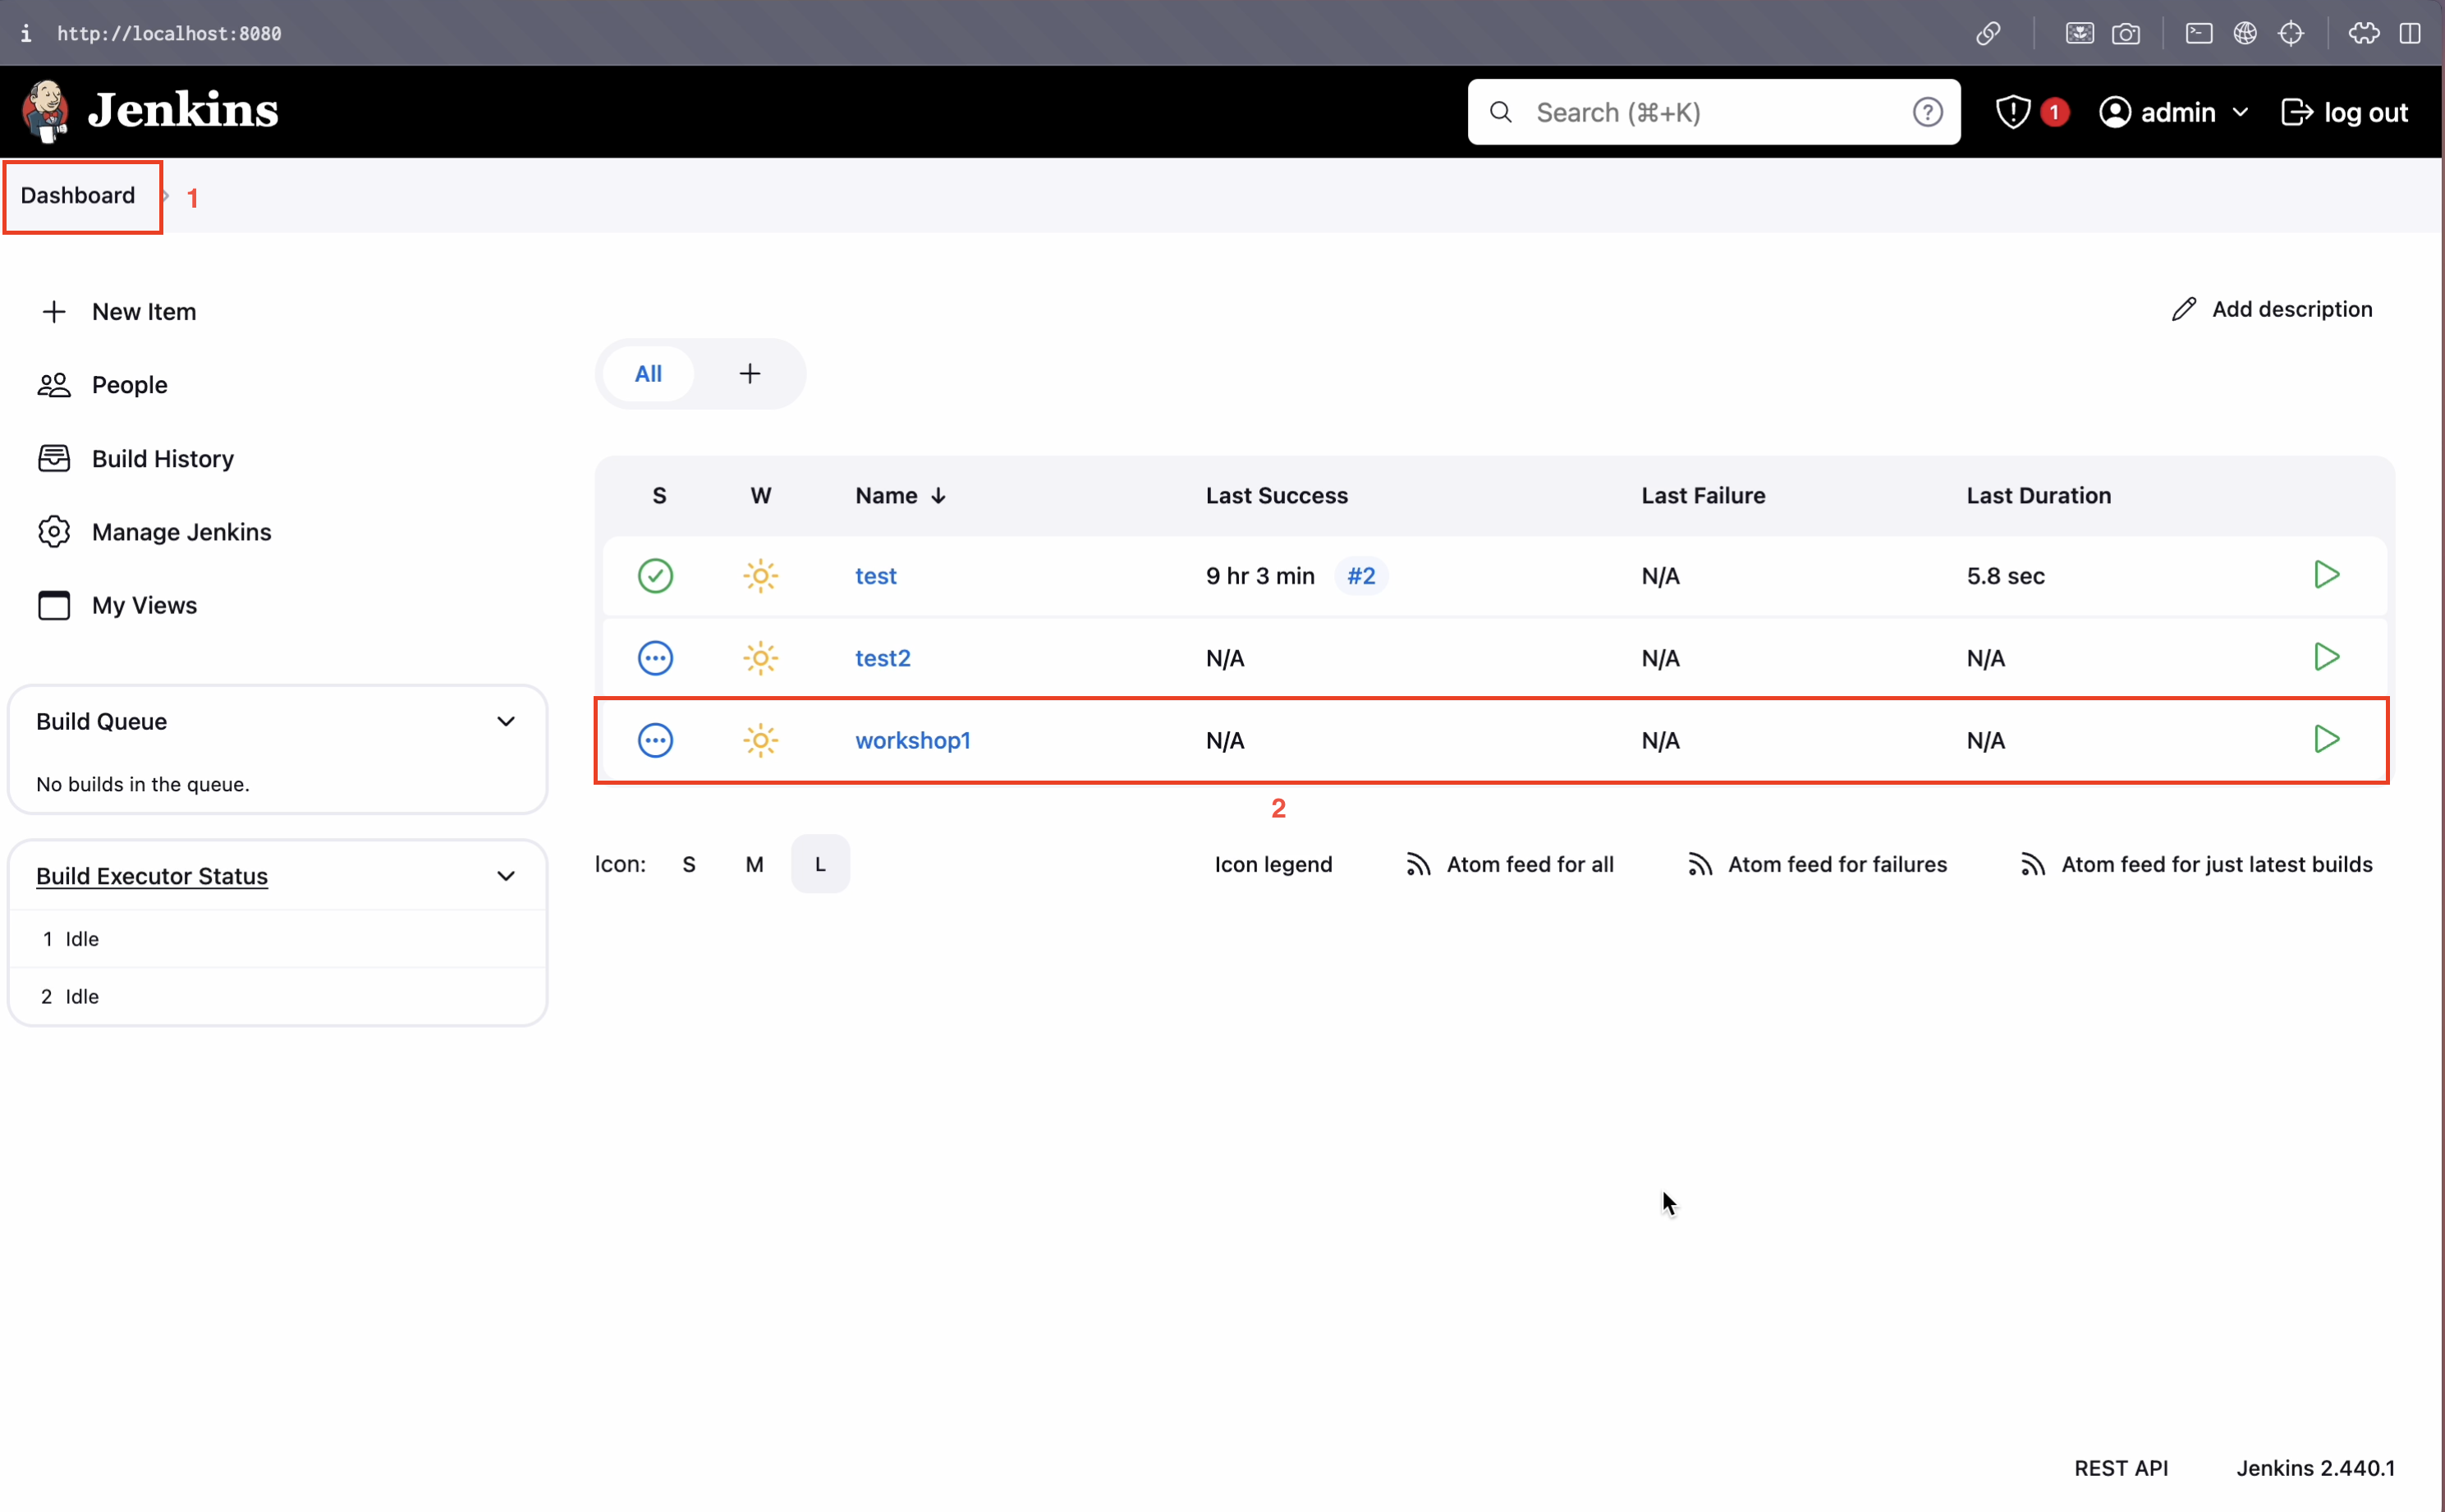 i http://localhost:8080
Jenkins
Search (⌘+K)
1
admin
log out
Dashboard
1
New Item
People
Build History
Manage Jenkins
My Views
Build Queue
No builds in the queue.
Build Executor Status
1 Idle
2 Idle
Add description
All +
S W Name ↓ Last Success Last Failure Last Duration
test 9 hr 3 min #2 N/A 5.8 sec
test2 N/A N/A N/A
workshop1 N/A N/A N/A
2
Icon: S M L
Icon legend
Atom feed for all
Atom feed for failures
Atom feed for just latest builds
REST API Jenkins 2.440.1